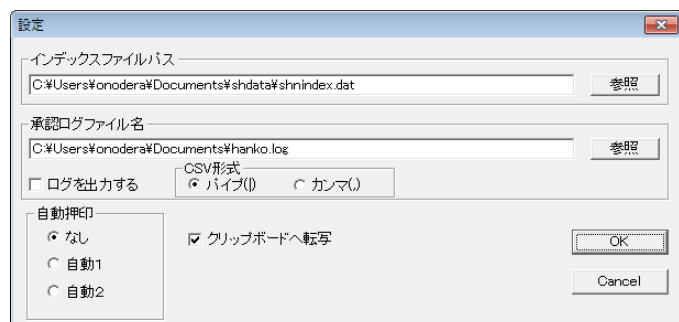 設定
インデックスファイルパス
C:¥Users¥onodera¥Documents¥shdata¥shnindex.dat
参照
承認ログファイル名
C:¥Users¥onodera¥Documents¥hanko.log
参照
ログを出力する
CSV形式
パイプ(|)
カンマ(,)
自動押印
なし
自動1
自動2
クリップボードへ転写
OK
Cancel